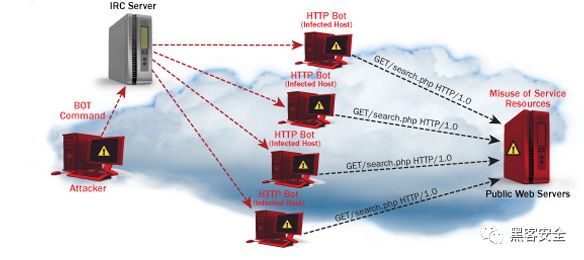 IRC Server
HTTP Bot
(Infected Host)
GET/search.php HTTP/1.0
HTTP Bot
(Infected Host)
GET/search.php HTTP/1.0
Misuse of Service
Resources
BOT
Command
HTTP Bot
(Infected Host)
GET/search.php HTTP/1.0
Attacker
HTTP Bot
(Infected Host)
GET/search.php HTTP/1.0
Public Web Servers
黑客安全